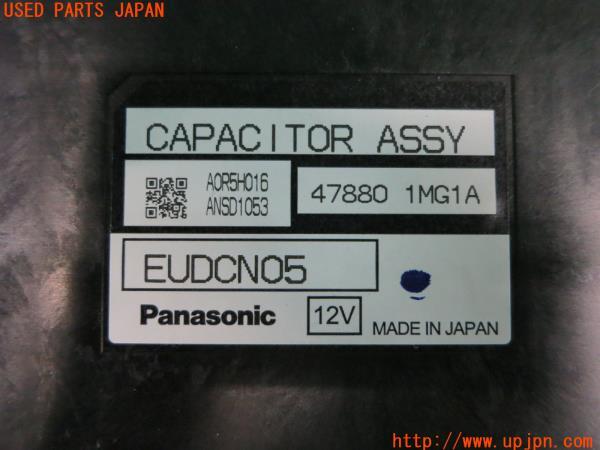 USED PARTS JAPAN
CAPACITOR ASSY
A0R5H016
ANSD1053
47880 1MG1A
EUDCN05
Panasonic
12V
MADE IN JAPAN
http://www.upjpn.com/